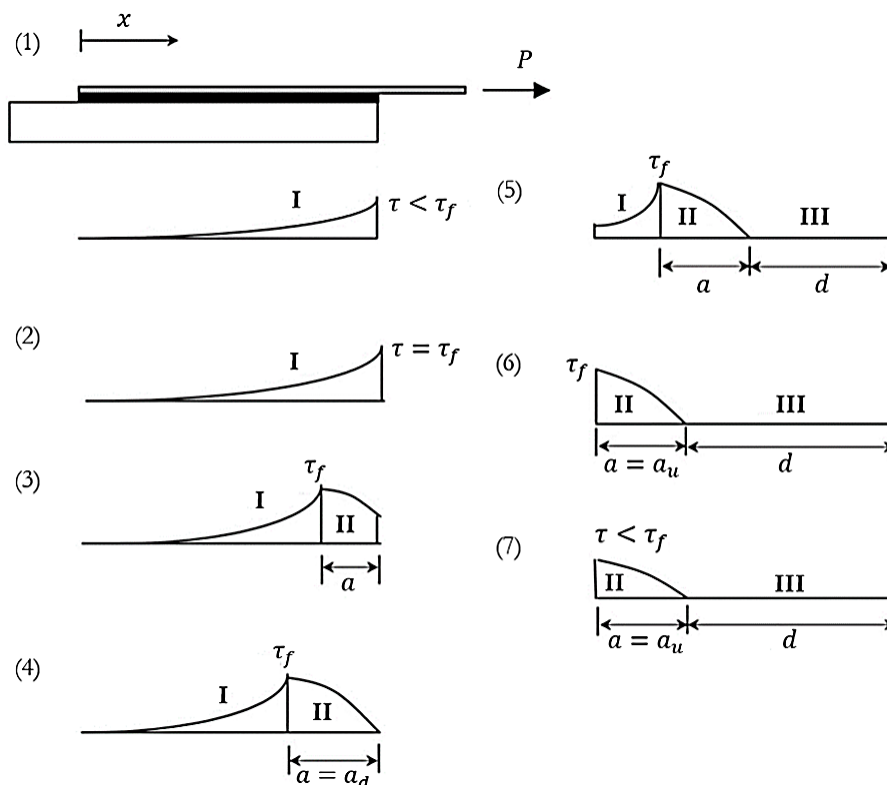 (1)
x
P
I
τ < τ_f
(2)
I
τ = τ_f
(3)
τ_f
I
II
a
(4)
τ_f
I
II
a = a_d
(5)
τ_f
I
II
III
a
d
(6)
τ_f
II
III
a = a_u
d
(7)
τ < τ_f
II
III
a = a_u
d